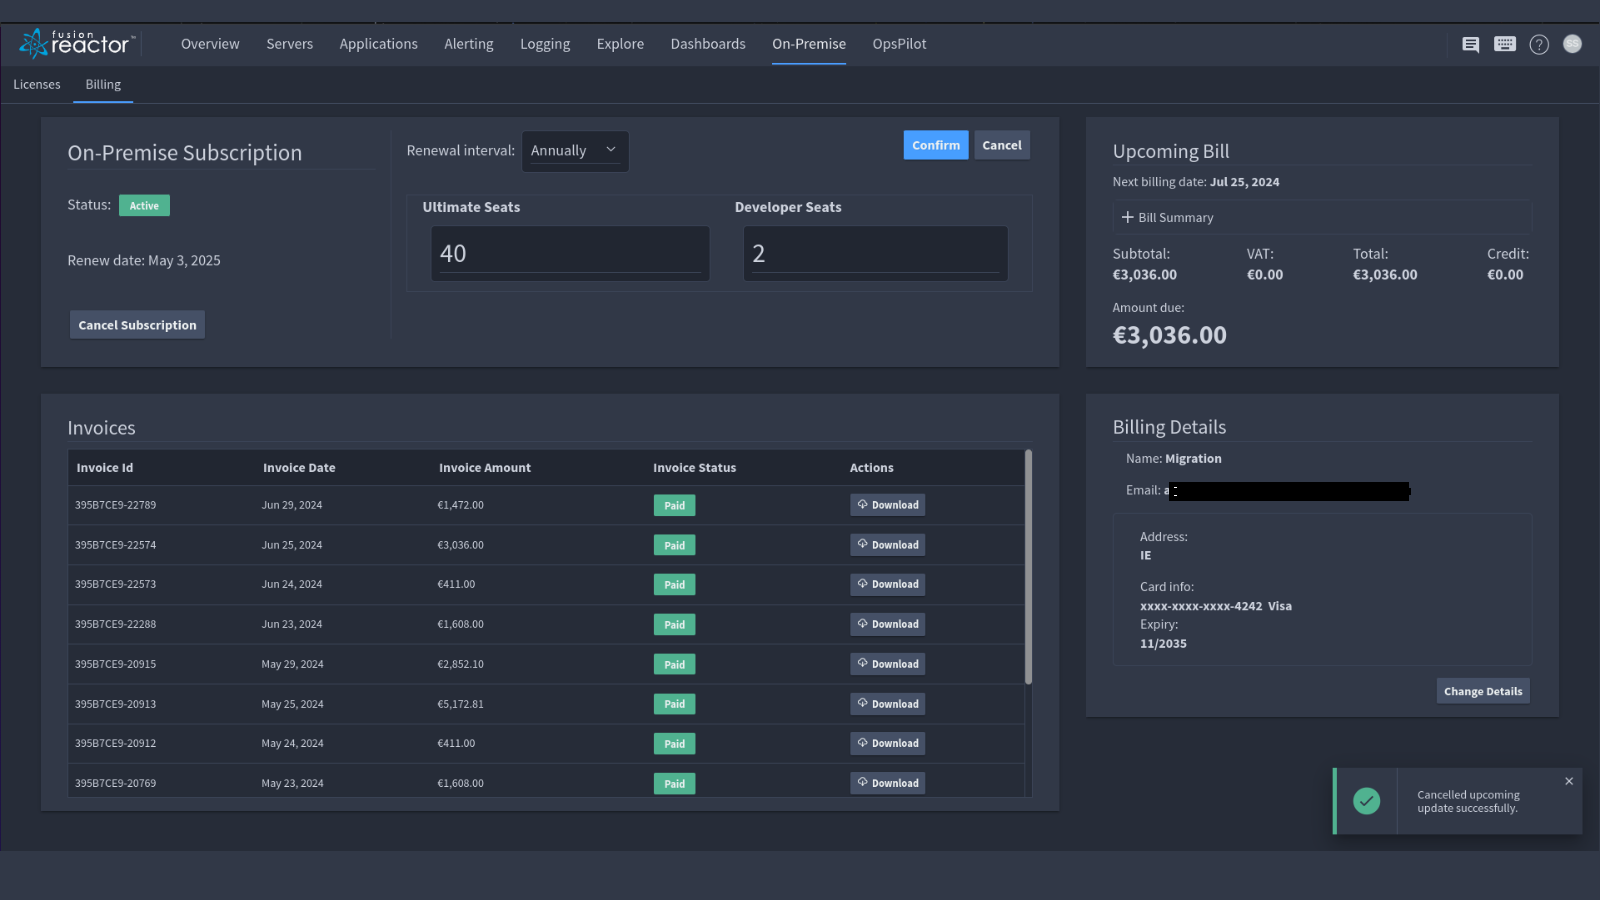 fusion
reactor™
Overview Servers Applications Alerting Logging Explore Dashboards On-Premise OpsPilot
Licenses Billing
On-Premise Subscription
Status: Active
Renew date: May 3, 2025
Cancel Subscription
Renewal interval: Annually
Confirm Cancel
Ultimate Seats Developer Seats
40 2
Upcoming Bill
Next billing date: Jul 25, 2024
+ Bill Summary
Subtotal: VAT: Total: Credit:
€3,036.00 €0.00 €3,036.00 €0.00
Amount due:
€3,036.00
Invoices
Invoice Id Invoice Date Invoice Amount Invoice Status Actions
395B7CE9-22789 Jun 29, 2024 €1,472.00 Paid Download
395B7CE9-22574 Jun 25, 2024 €3,036.00 Paid Download
395B7CE9-22573 Jun 24, 2024 €411.00 Paid Download
395B7CE9-22288 Jun 23, 2024 €1,608.00 Paid Download
395B7CE9-20915 May 29, 2024 €2,852.10 Paid Download
395B7CE9-20913 May 25, 2024 €5,172.81 Paid Download
395B7CE9-20912 May 24, 2024 €411.00 Paid Download
395B7CE9-20769 May 23, 2024 €1,608.00 Paid Download
Billing Details
Name: Migration
Email: a
Address:
IE
Card info:
xxxx-xxxx-xxxx-4242 Visa
Expiry:
11/2035
Change Details
Cancelled upcoming
update successfully.